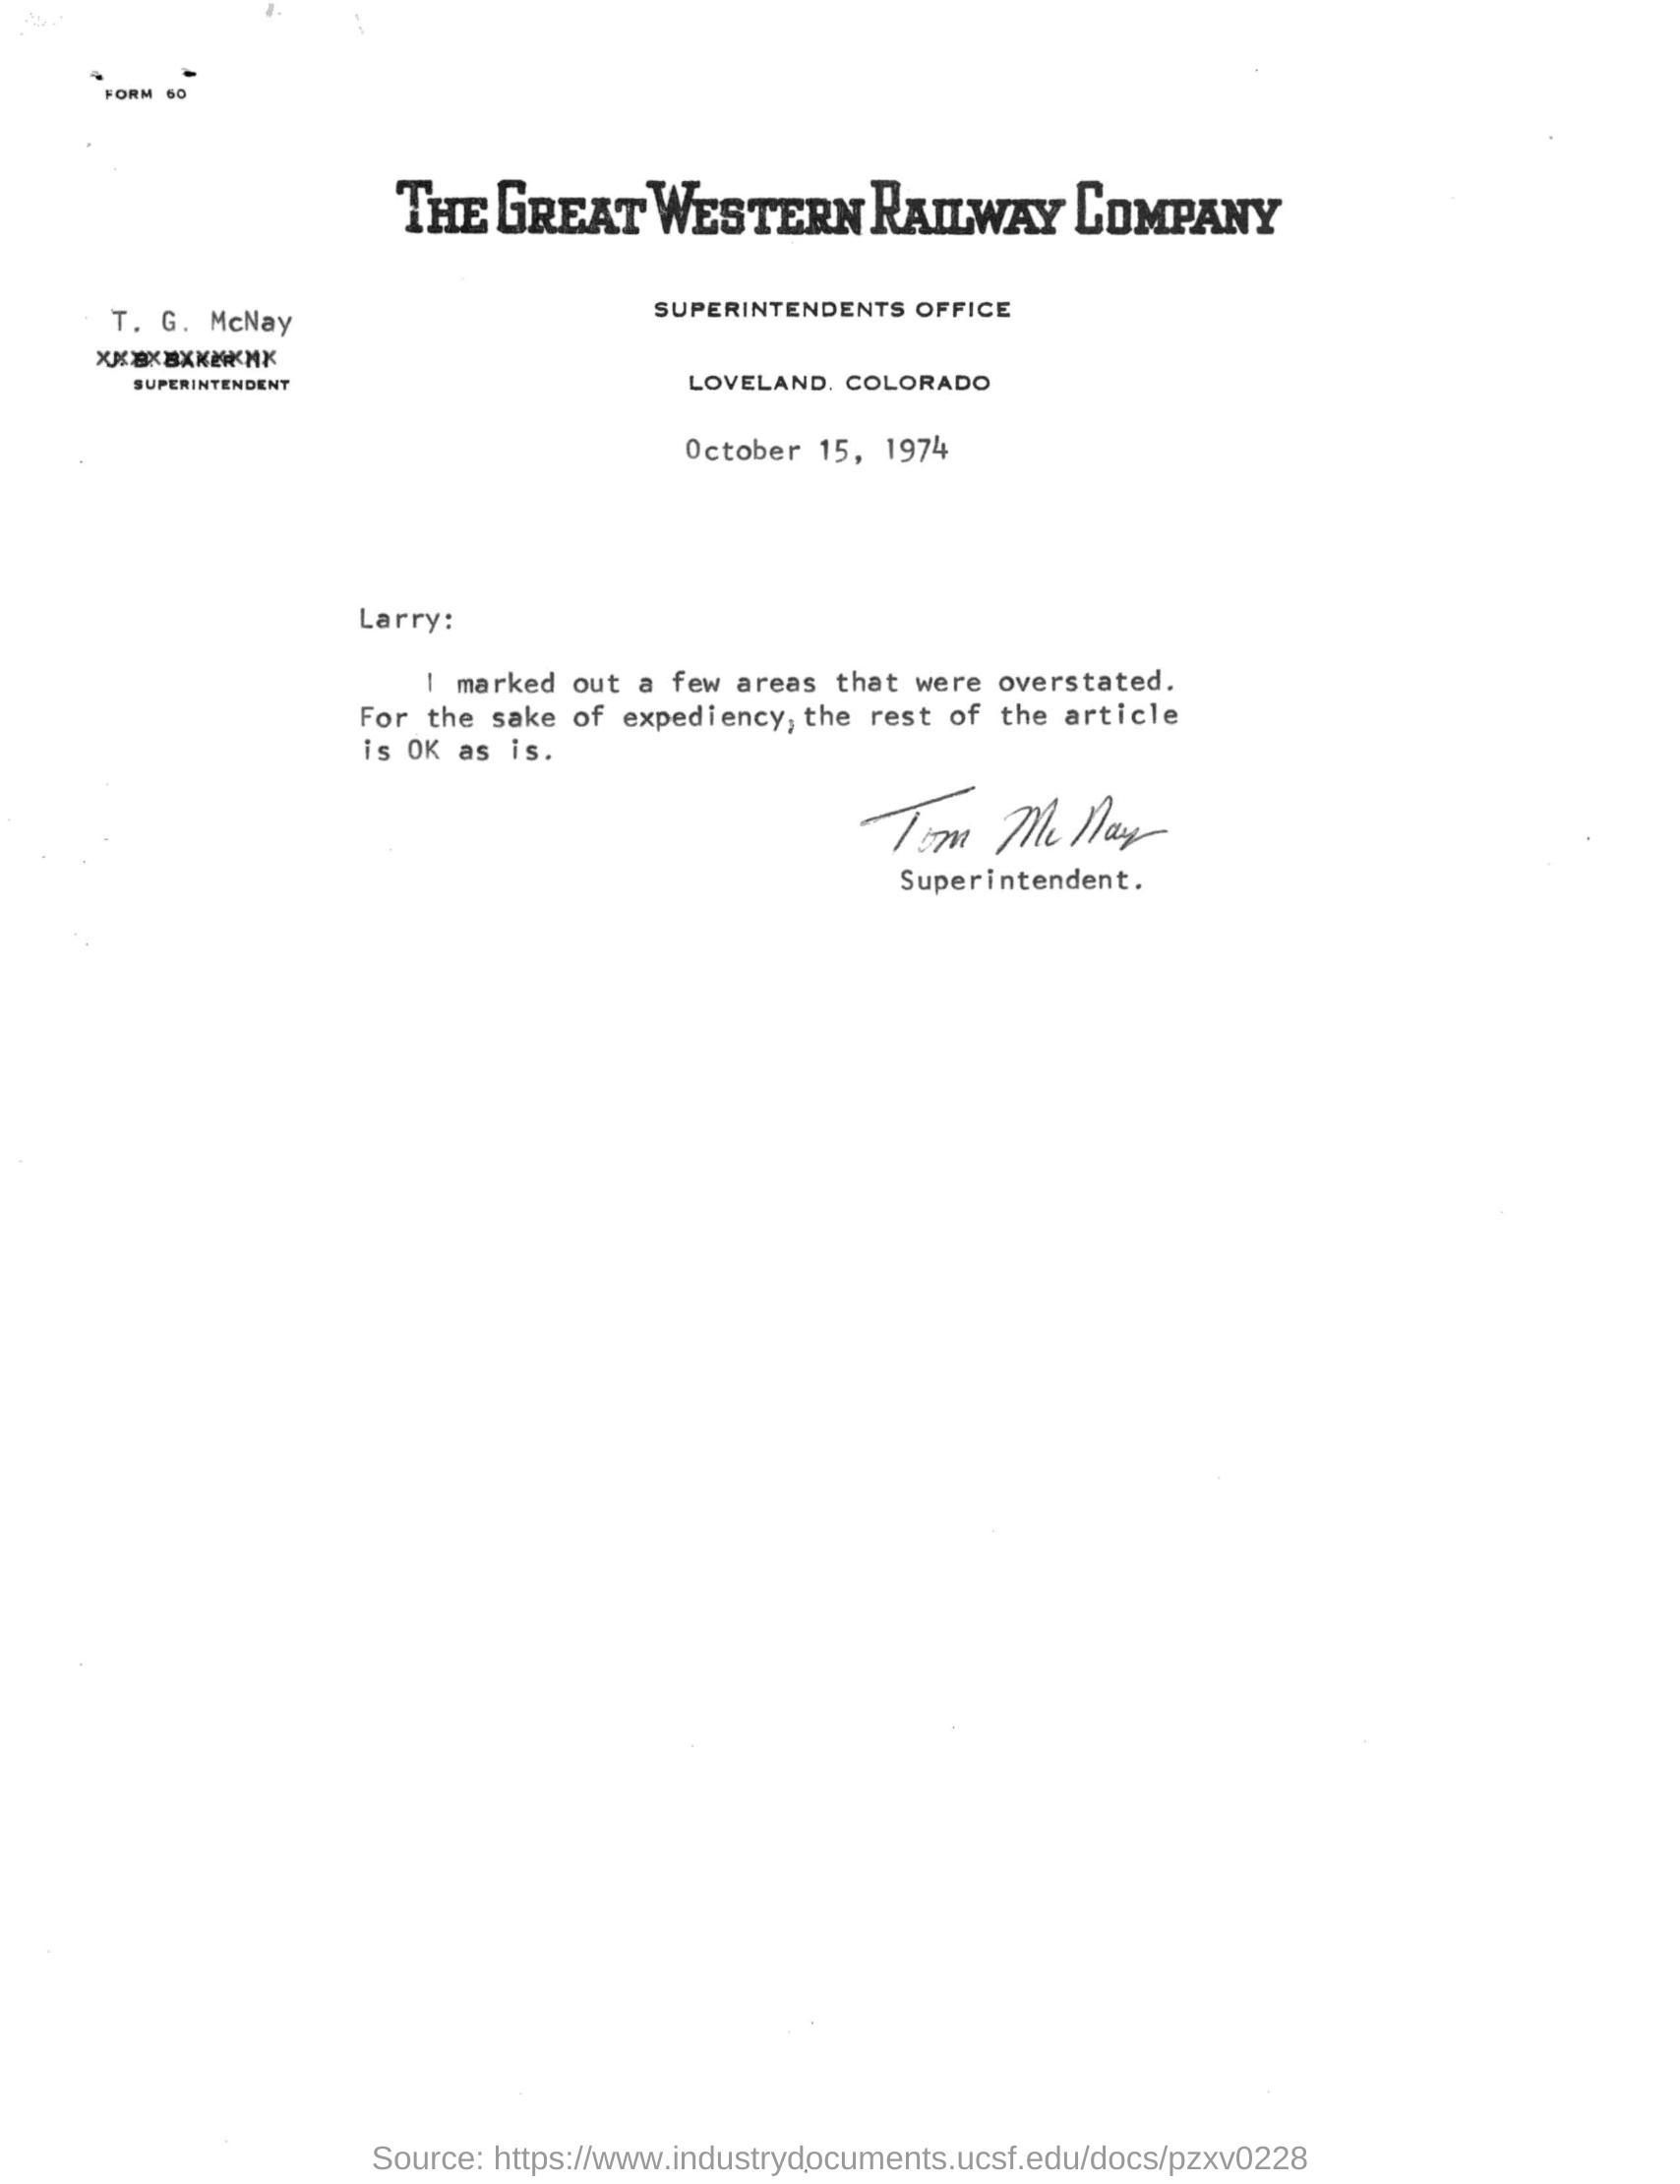 FORM 60
THE GREAT WESTERN RAILWAY COMPANY
SUPERINTENDENTS OFFICE
T. G. McNay
J. B. BAKER
SUPERINTENDENT
LOVELAND, COLORADO
October 15, 1974
Larry:
I marked out a few areas that were overstated.
For the sake of expediency, the rest of the article
is OK as is.
Tom McNay
Superintendent.
Source: https://www.industrydocuments.ucsf.edu/docs/pzxv0228